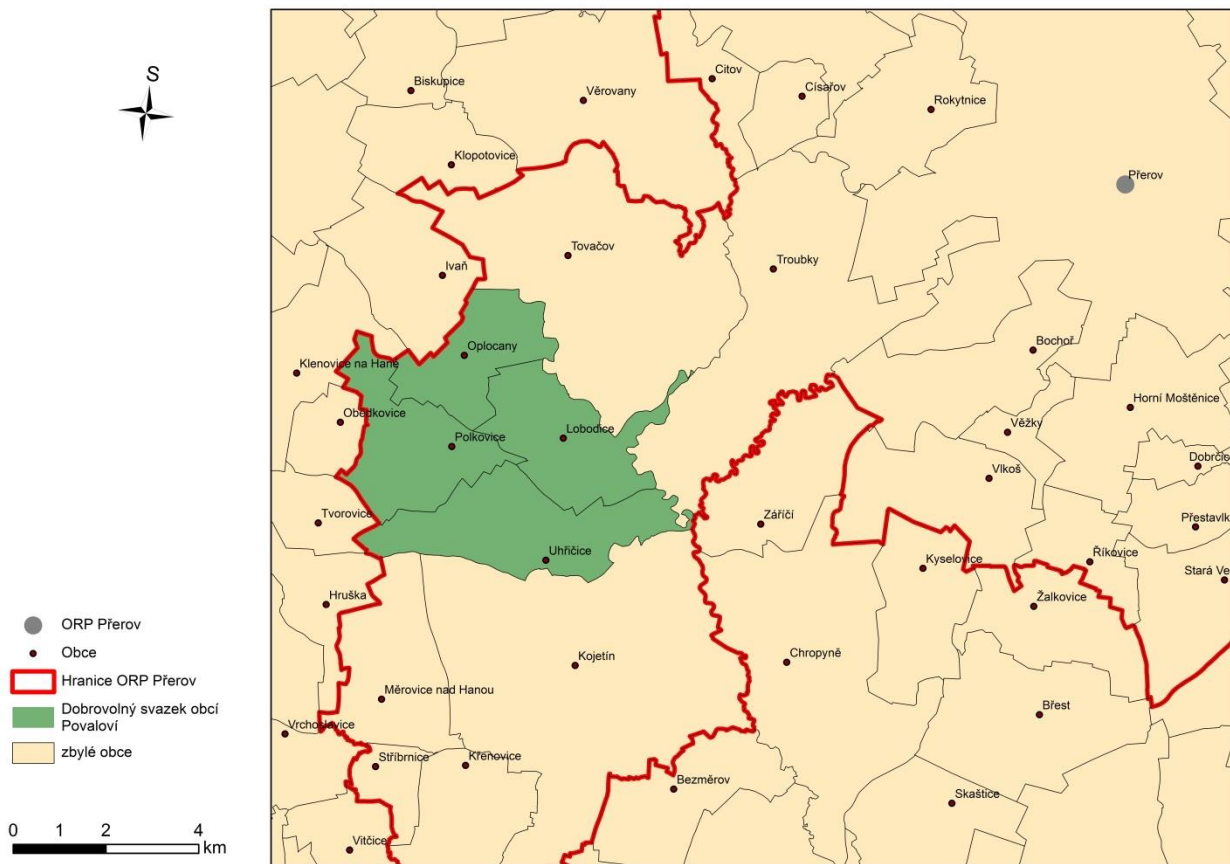 S
Biskupice
Věrovany
Citov
Císařov
Rokytnice
Klopotovice
Přerov
Tovačov
Ivaň
Troubky
Oplocany
Bochoř
Klenovice na Hané
Horní Moštěnice
Obědkovice
Polkovice
Lobodice
Věžky
Vlkoš
Dobrčic
Tvorovice
Záříčí
Přestavlk
Uhřičice
Kyselovice
Říkovice
Stará Ve
Hruška
Žalkovice
Kojetín
Chropyně
Měrovice nad Hanou
Břest
Vrchoslavice
Stříbrnice
Křenovice
Bezměrov
Skaštice
Vitčice
ORP Přerov
Obce
Hranice ORP Přerov
Dobrovolný svazek obcí
Povaloví
zbylé obce
0 1 2 4
km